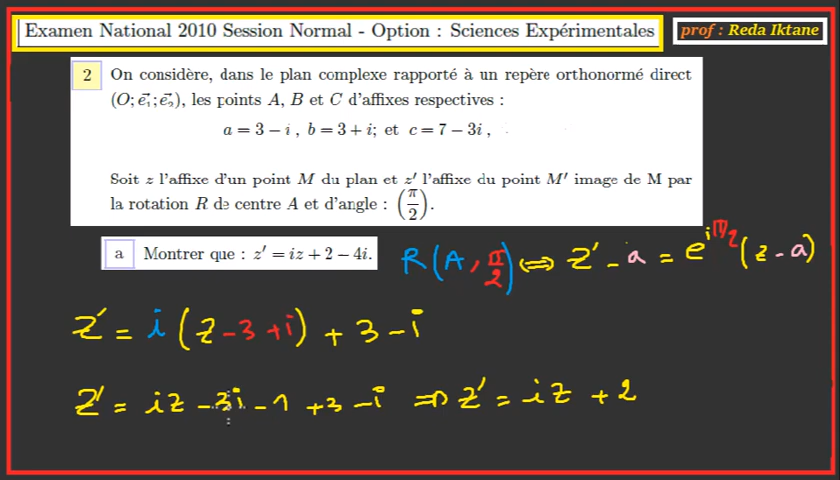 Examen National 2010 Session Normal - Option : Sciences Expérimentales
prof : Reda Iktane
2 On considère, dans le plan complexe rapporté à un repère orthonormé direct
(O; e₁⃗; e₂⃗), les points A, B et C d'affixes respectives :
a = 3 − i , b = 3 + i; et c = 7 − 3i ,
Soit z l'affixe d'un point M du plan et z′ l'affixe du point M′ image de M par
la rotation R de centre A et d'angle : (π/2).
a Montrer que : z′ = iz + 2 − 4i.
R(A, π/2) ⟺ z′ - a = e^{iπ/2} (z - a)
z′ = i (z - 3 + i) + 3 - i
z′ = iz - 3i - 1 + 3 - i ⟹ z′ = iz + 2